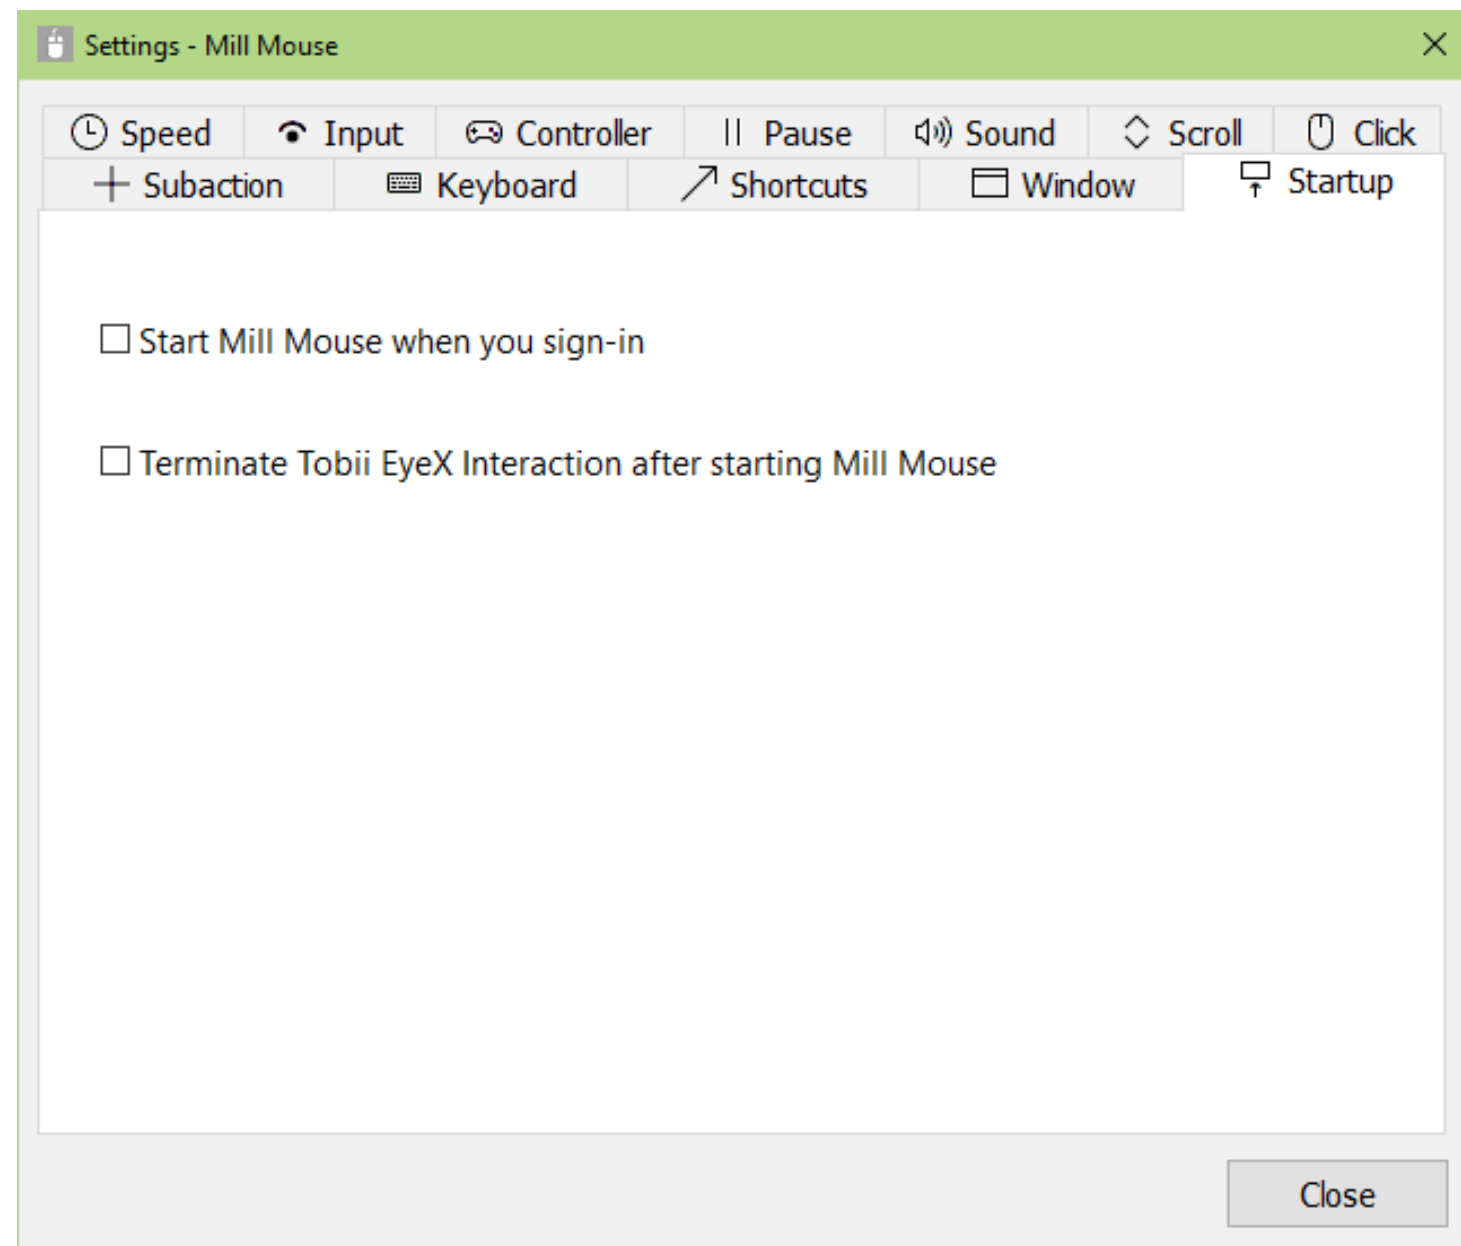 Settings - Mill Mouse
Speed Input Controller Pause Sound Scroll Click
Subaction Keyboard Shortcuts Window Startup
Start Mill Mouse when you sign-in
Terminate Tobii EyeX Interaction after starting Mill Mouse
Close